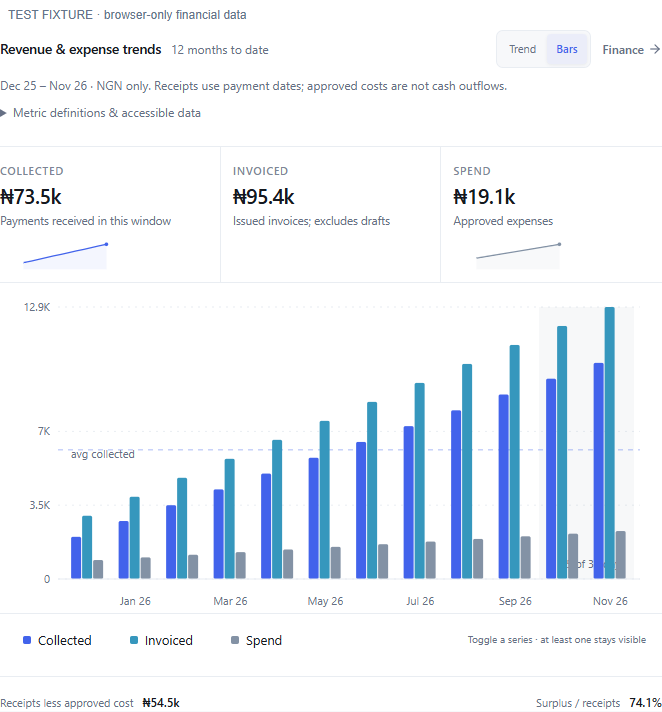 TEST FIXTURE · browser-only financial data
Revenue & expense trends 12 months to date
Trend Bars Finance →
Dec 25 – Nov 26 · NGN only. Receipts use payment dates; approved costs are not cash outflows.
▶ Metric definitions & accessible data
COLLECTED INVOICED SPEND
₦73.5k ₦95.4k ₦19.1k
Payments received in this window Issued invoices; excludes drafts Approved expenses
12.9K
7K
avg collected
3.5K
of 3
0
Jan 26 Mar 26 May 26 Jul 26 Sep 26 Nov 26
Collected Invoiced Spend Toggle a series · at least one stays visible
Receipts less approved cost ₦54.5k Surplus / receipts 74.1%